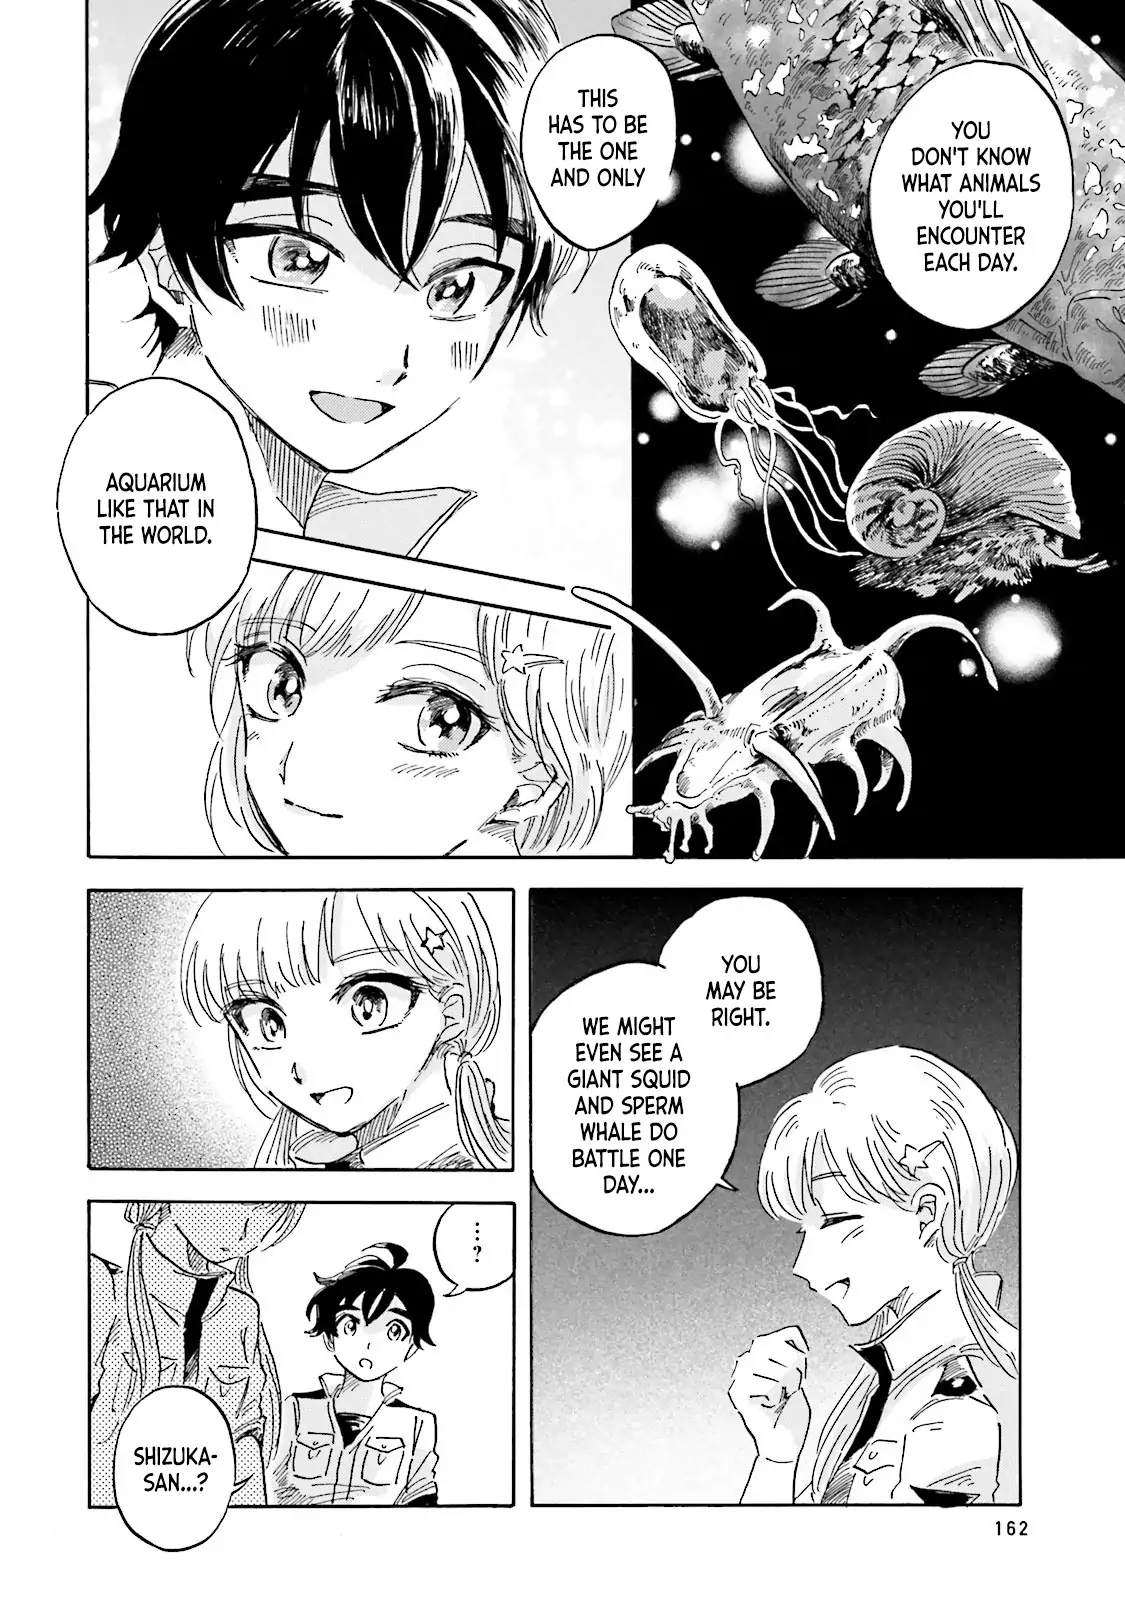 YOU
DON'T KNOW
WHAT ANIMALS
YOU'LL
ENCOUNTER
EACH DAY.
THIS
HAS TO BE
THE ONE
AND ONLY
AQUARIUM
LIKE THAT IN
THE WORLD.
YOU
MAY BE
RIGHT.
WE MIGHT
EVEN SEE A
GIANT SQUID
AND SPERM
WHALE DO
BATTLE ONE
DAY...
...?
SHIZUKA-
SAN...?
162